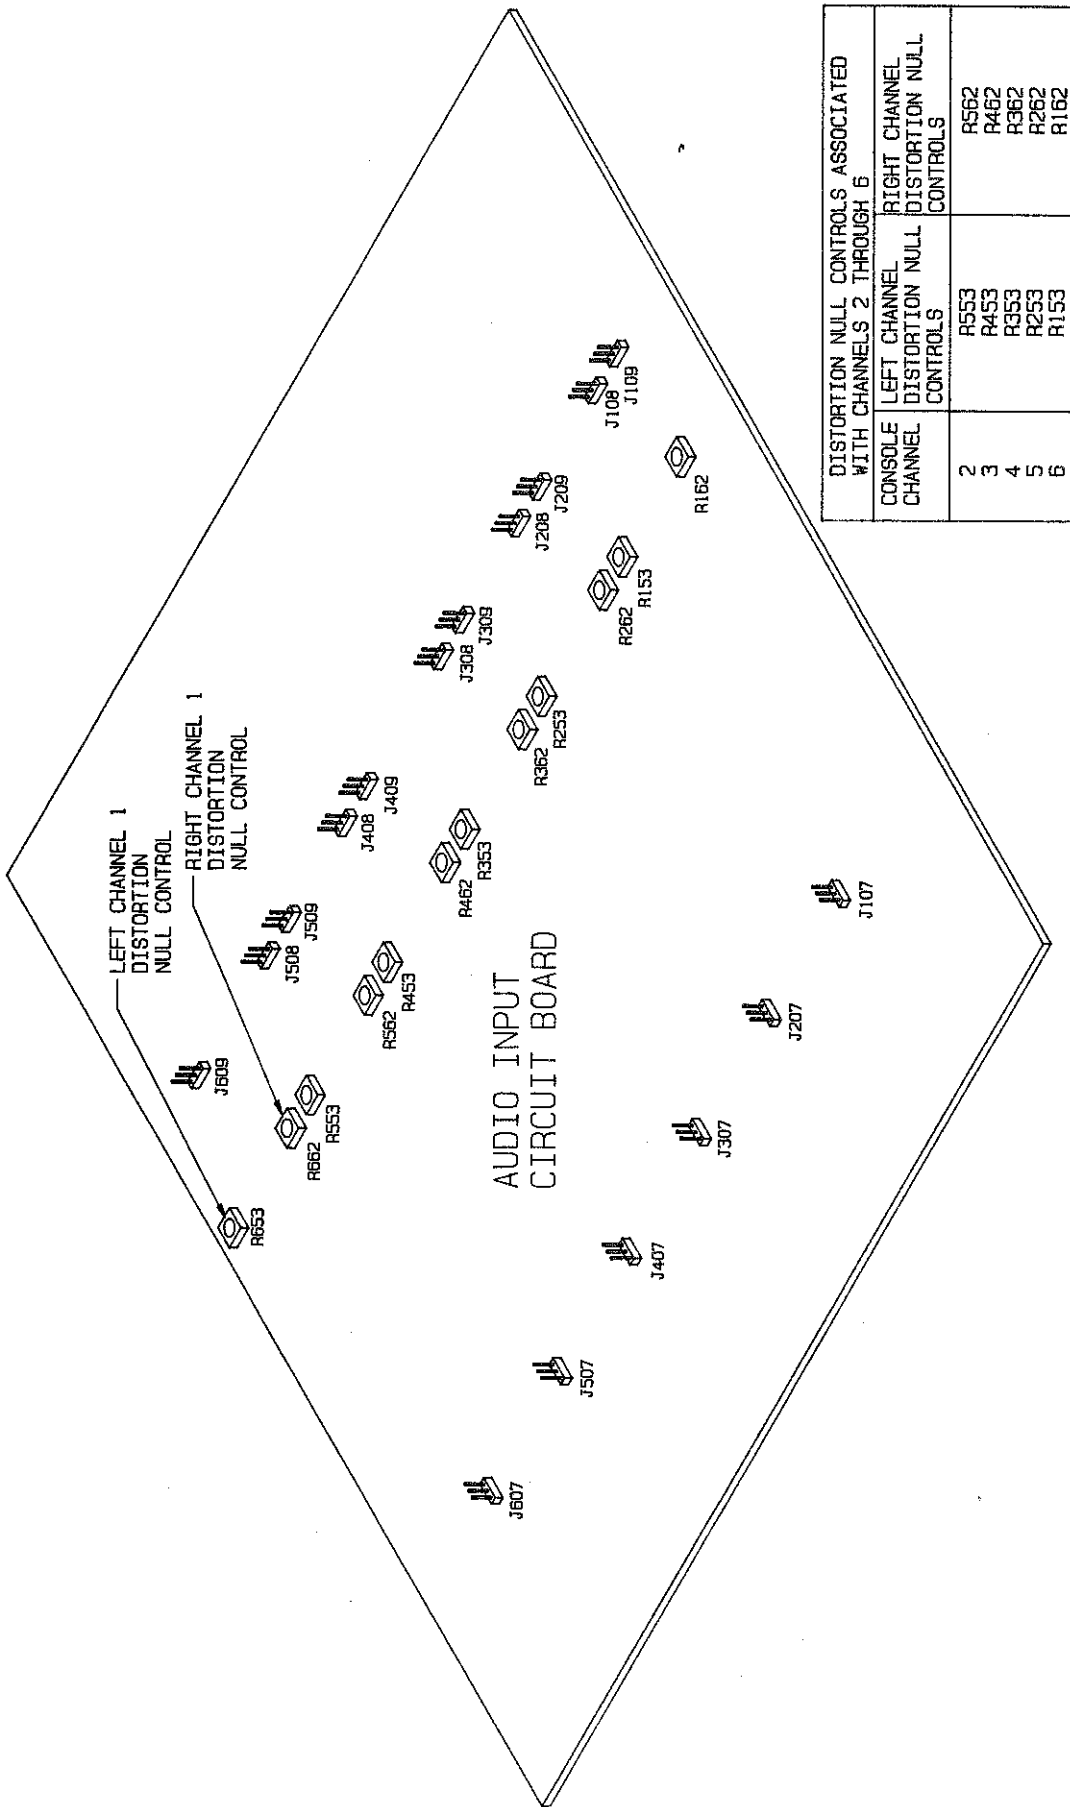 LEFT CHANNEL 1
DISTORTION
NULL CONTROL
RIGHT CHANNEL 1
DISTORTION
NULL CONTROL
J609
R653
R662
R553
J508
J509
R562
R453
J408
J409
R462
R353
J308
J309
R362
R253
J208
J209
R262
R153
J108
J109
R162
AUDIO INPUT
CIRCUIT BOARD
J607
J507
J407
J307
J207
J107
DISTORTION NULL CONTROLS ASSOCIATED
WITH CHANNELS 2 THROUGH 6
CONSOLE LEFT CHANNEL RIGHT CHANNEL
CHANNEL DISTORTION NULL DISTORTION NULL
CONTROLS CONTROLS
2 R553 R562
3 R453 R462
4 R353 R362
5 R253 R262
6 R153 R162